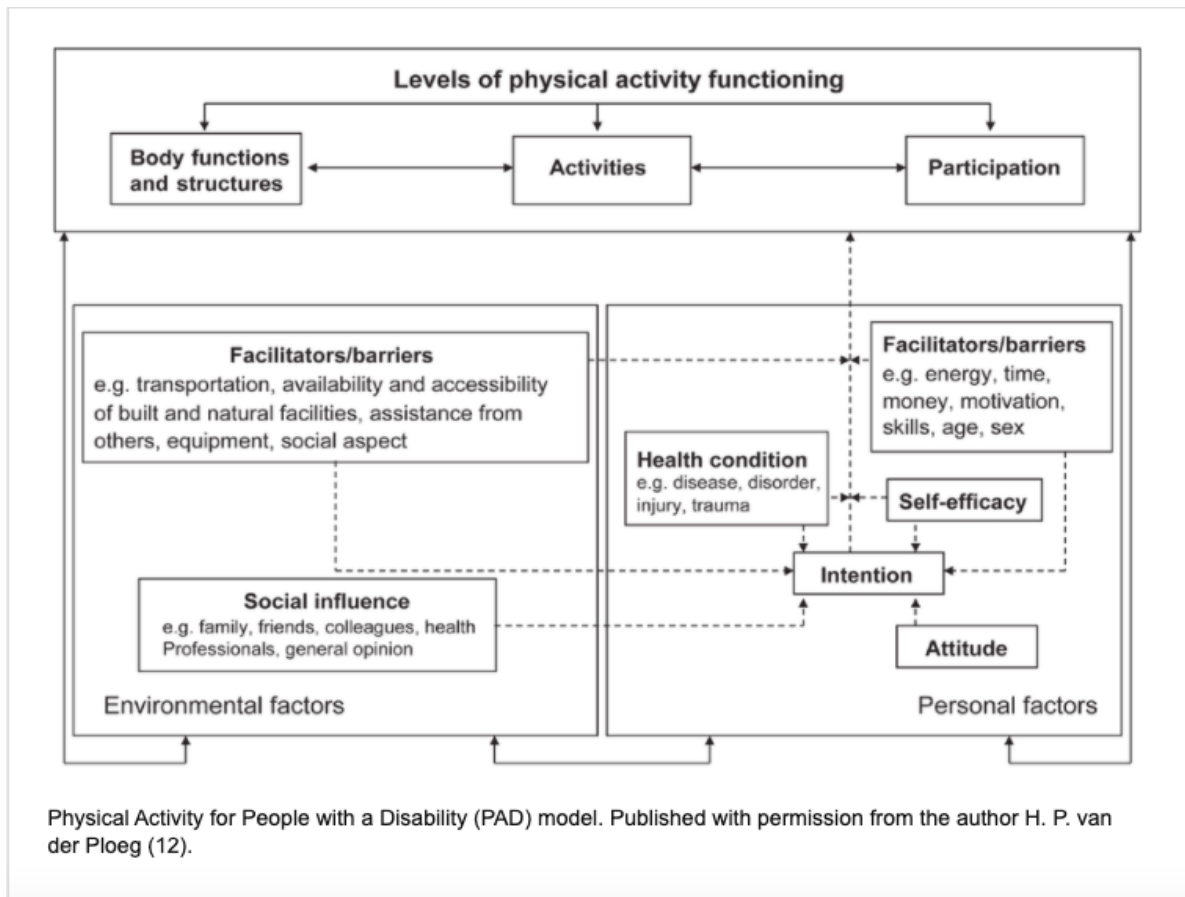 Levels of physical activity functioning
Body functions
and structures
Activities
Participation
Facilitators/barriers
e.g. transportation, availability and accessibility
of built and natural facilities, assistance from
others, equipment, social aspect
Facilitators/barriers
e.g. energy, time,
money, motivation,
skills, age, sex
Health condition
e.g. disease, disorder,
injury, trauma
Self-efficacy
Intention
Social influence
e.g. family, friends, colleagues, health
Professionals, general opinion
Attitude
Environmental factors
Personal factors
Physical Activity for People with a Disability (PAD) model. Published with permission from the author H. P. van
der Ploeg (12).